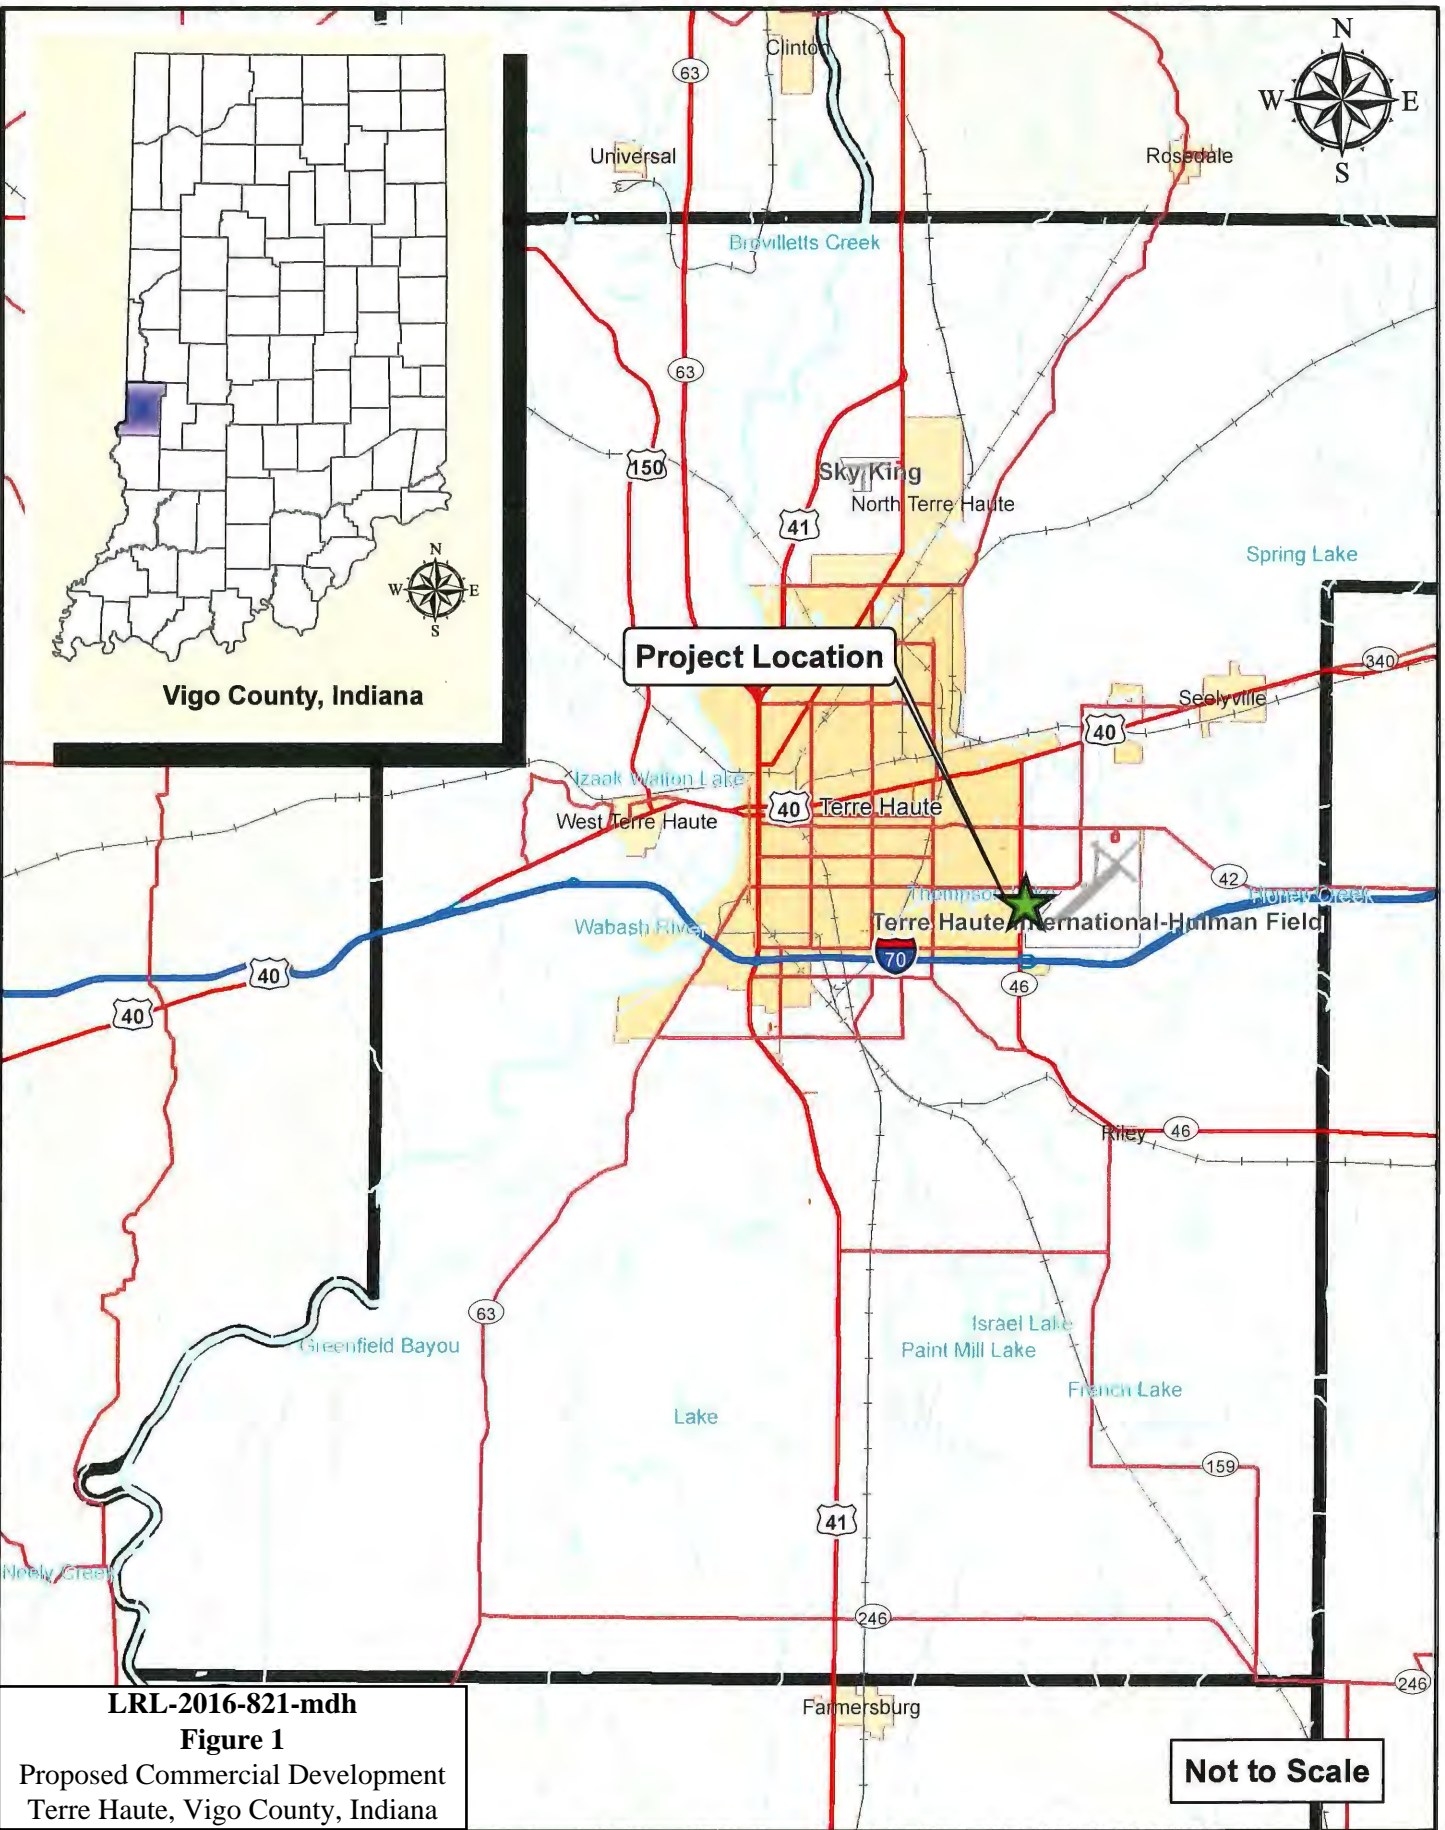 Clinton
N
W
E
S
63
Universal
Rosedale
Brovilletts Creek
63
150
Sky King
North Terre Haute
41
Spring Lake
N
W
E
S
Vigo County, Indiana
Project Location
340
Seelyville
40
Izaak Walton Lake
40
Terre Haute
West Terre Haute
42
Thompson Lake
Honey Creek
Wabash River
Terre Haute International-Hulman Field
70
40
46
40
Riley
46
63
Greenfield Bayou
Israel Lake
Paint Mill Lake
French Lake
Lake
159
41
Neely Creek
246
246
Farmersburg
LRL-2016-821-mdh
Figure 1
Proposed Commercial Development
Terre Haute, Vigo County, Indiana
Not to Scale